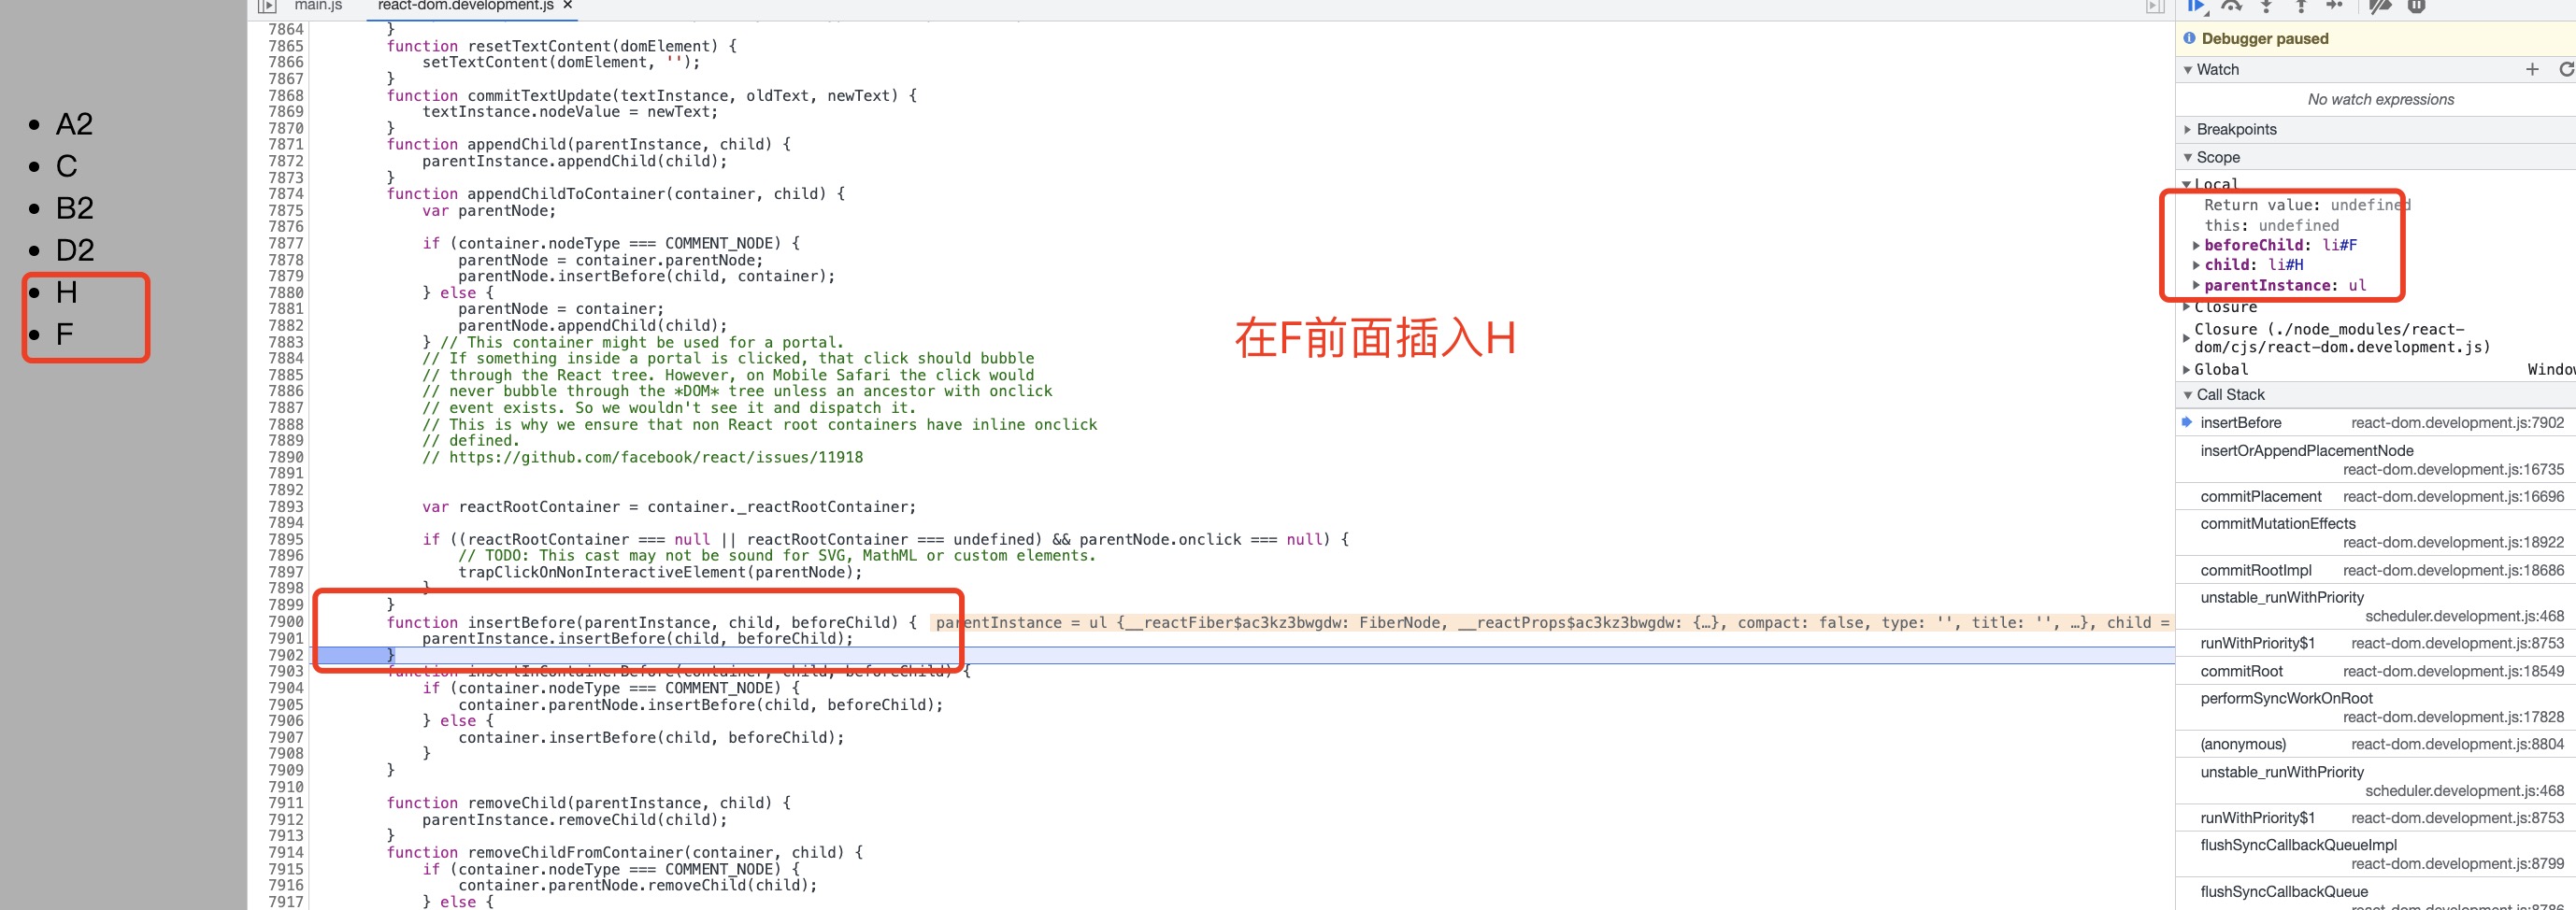 main.js
react-dom.development.js ×
A2
C
B2
D2
H
F
7864 }
7865 function resetTextContent(domElement) {
7866 setTextContent(domElement, '');
7867 }
7868 function commitTextUpdate(textInstance, oldText, newText) {
7869 textInstance.nodeValue = newText;
7870 }
7871 function appendChild(parentInstance, child) {
7872 parentInstance.appendChild(child);
7873 }
7874 function appendChildToContainer(container, child) {
7875 var parentNode;
7876
7877 if (container.nodeType === COMMENT_NODE) {
7878 parentNode = container.parentNode;
7879 parentNode.insertBefore(child, container);
7880 } else {
7881 parentNode = container;
7882 parentNode.appendChild(child);
7883 } // This container might be used for a portal.
7884 // If something inside a portal is clicked, that click should bubble
7885 // through the React tree. However, on Mobile Safari the click would
7886 // never bubble through the *DOM* tree unless an ancestor with onclick
7887 // event exists. So we wouldn't see it and dispatch it.
7888 // This is why we ensure that non React root containers have inline onclick
7889 // defined.
7890 // https://github.com/facebook/react/issues/11918
7891
7892
7893 var reactRootContainer = container._reactRootContainer;
7894
7895 if ((reactRootContainer === null || reactRootContainer === undefined) && parentNode.onclick === null) {
7896 // TODO: This cast may not be sound for SVG, MathML or custom elements.
7897 trapClickOnNonInteractiveElement(parentNode);
7898 }
7899 }
7900 function insertBefore(parentInstance, child, beforeChild) { parentInstance = ul {__reactFiber$ac3kz3bwgdw: FiberNode, __reactProps$ac3kz3bwgdw: {…}, compact: false, type: '', title: '', …}, child =
7901 parentInstance.insertBefore(child, beforeChild);
7902 }
7903 function insertInContainerBefore(container, child, beforeChild) {
7904 if (container.nodeType === COMMENT_NODE) {
7905 container.parentNode.insertBefore(child, beforeChild);
7906 } else {
7907 container.insertBefore(child, beforeChild);
7908 }
7909 }
7910
7911 function removeChild(parentInstance, child) {
7912 parentInstance.removeChild(child);
7913 }
7914 function removeChildFromContainer(container, child) {
7915 if (container.nodeType === COMMENT_NODE) {
7916 container.parentNode.removeChild(child);
7917 } else {
在F前面插入H
Debugger paused
Watch
No watch expressions
Breakpoints
Scope
Local
Return value: undefined
this: undefined
beforeChild: li#F
child: li#H
parentInstance: ul
Closure
Closure (./node_modules/react-
dom/cjs/react-dom.development.js)
Global Window
Call Stack
insertBefore react-dom.development.js:7902
insertOrAppendPlacementNode
react-dom.development.js:16735
commitPlacement react-dom.development.js:16696
commitMutationEffects
react-dom.development.js:18922
commitRootImpl react-dom.development.js:18686
unstable_runWithPriority
scheduler.development.js:468
runWithPriority$1 react-dom.development.js:8753
commitRoot react-dom.development.js:18549
performSyncWorkOnRoot
react-dom.development.js:17828
(anonymous) react-dom.development.js:8804
unstable_runWithPriority
scheduler.development.js:468
runWithPriority$1 react-dom.development.js:8753
flushSyncCallbackQueueImpl
react-dom.development.js:8799
flushSyncCallbackQueue
react-dom.development.js:8786